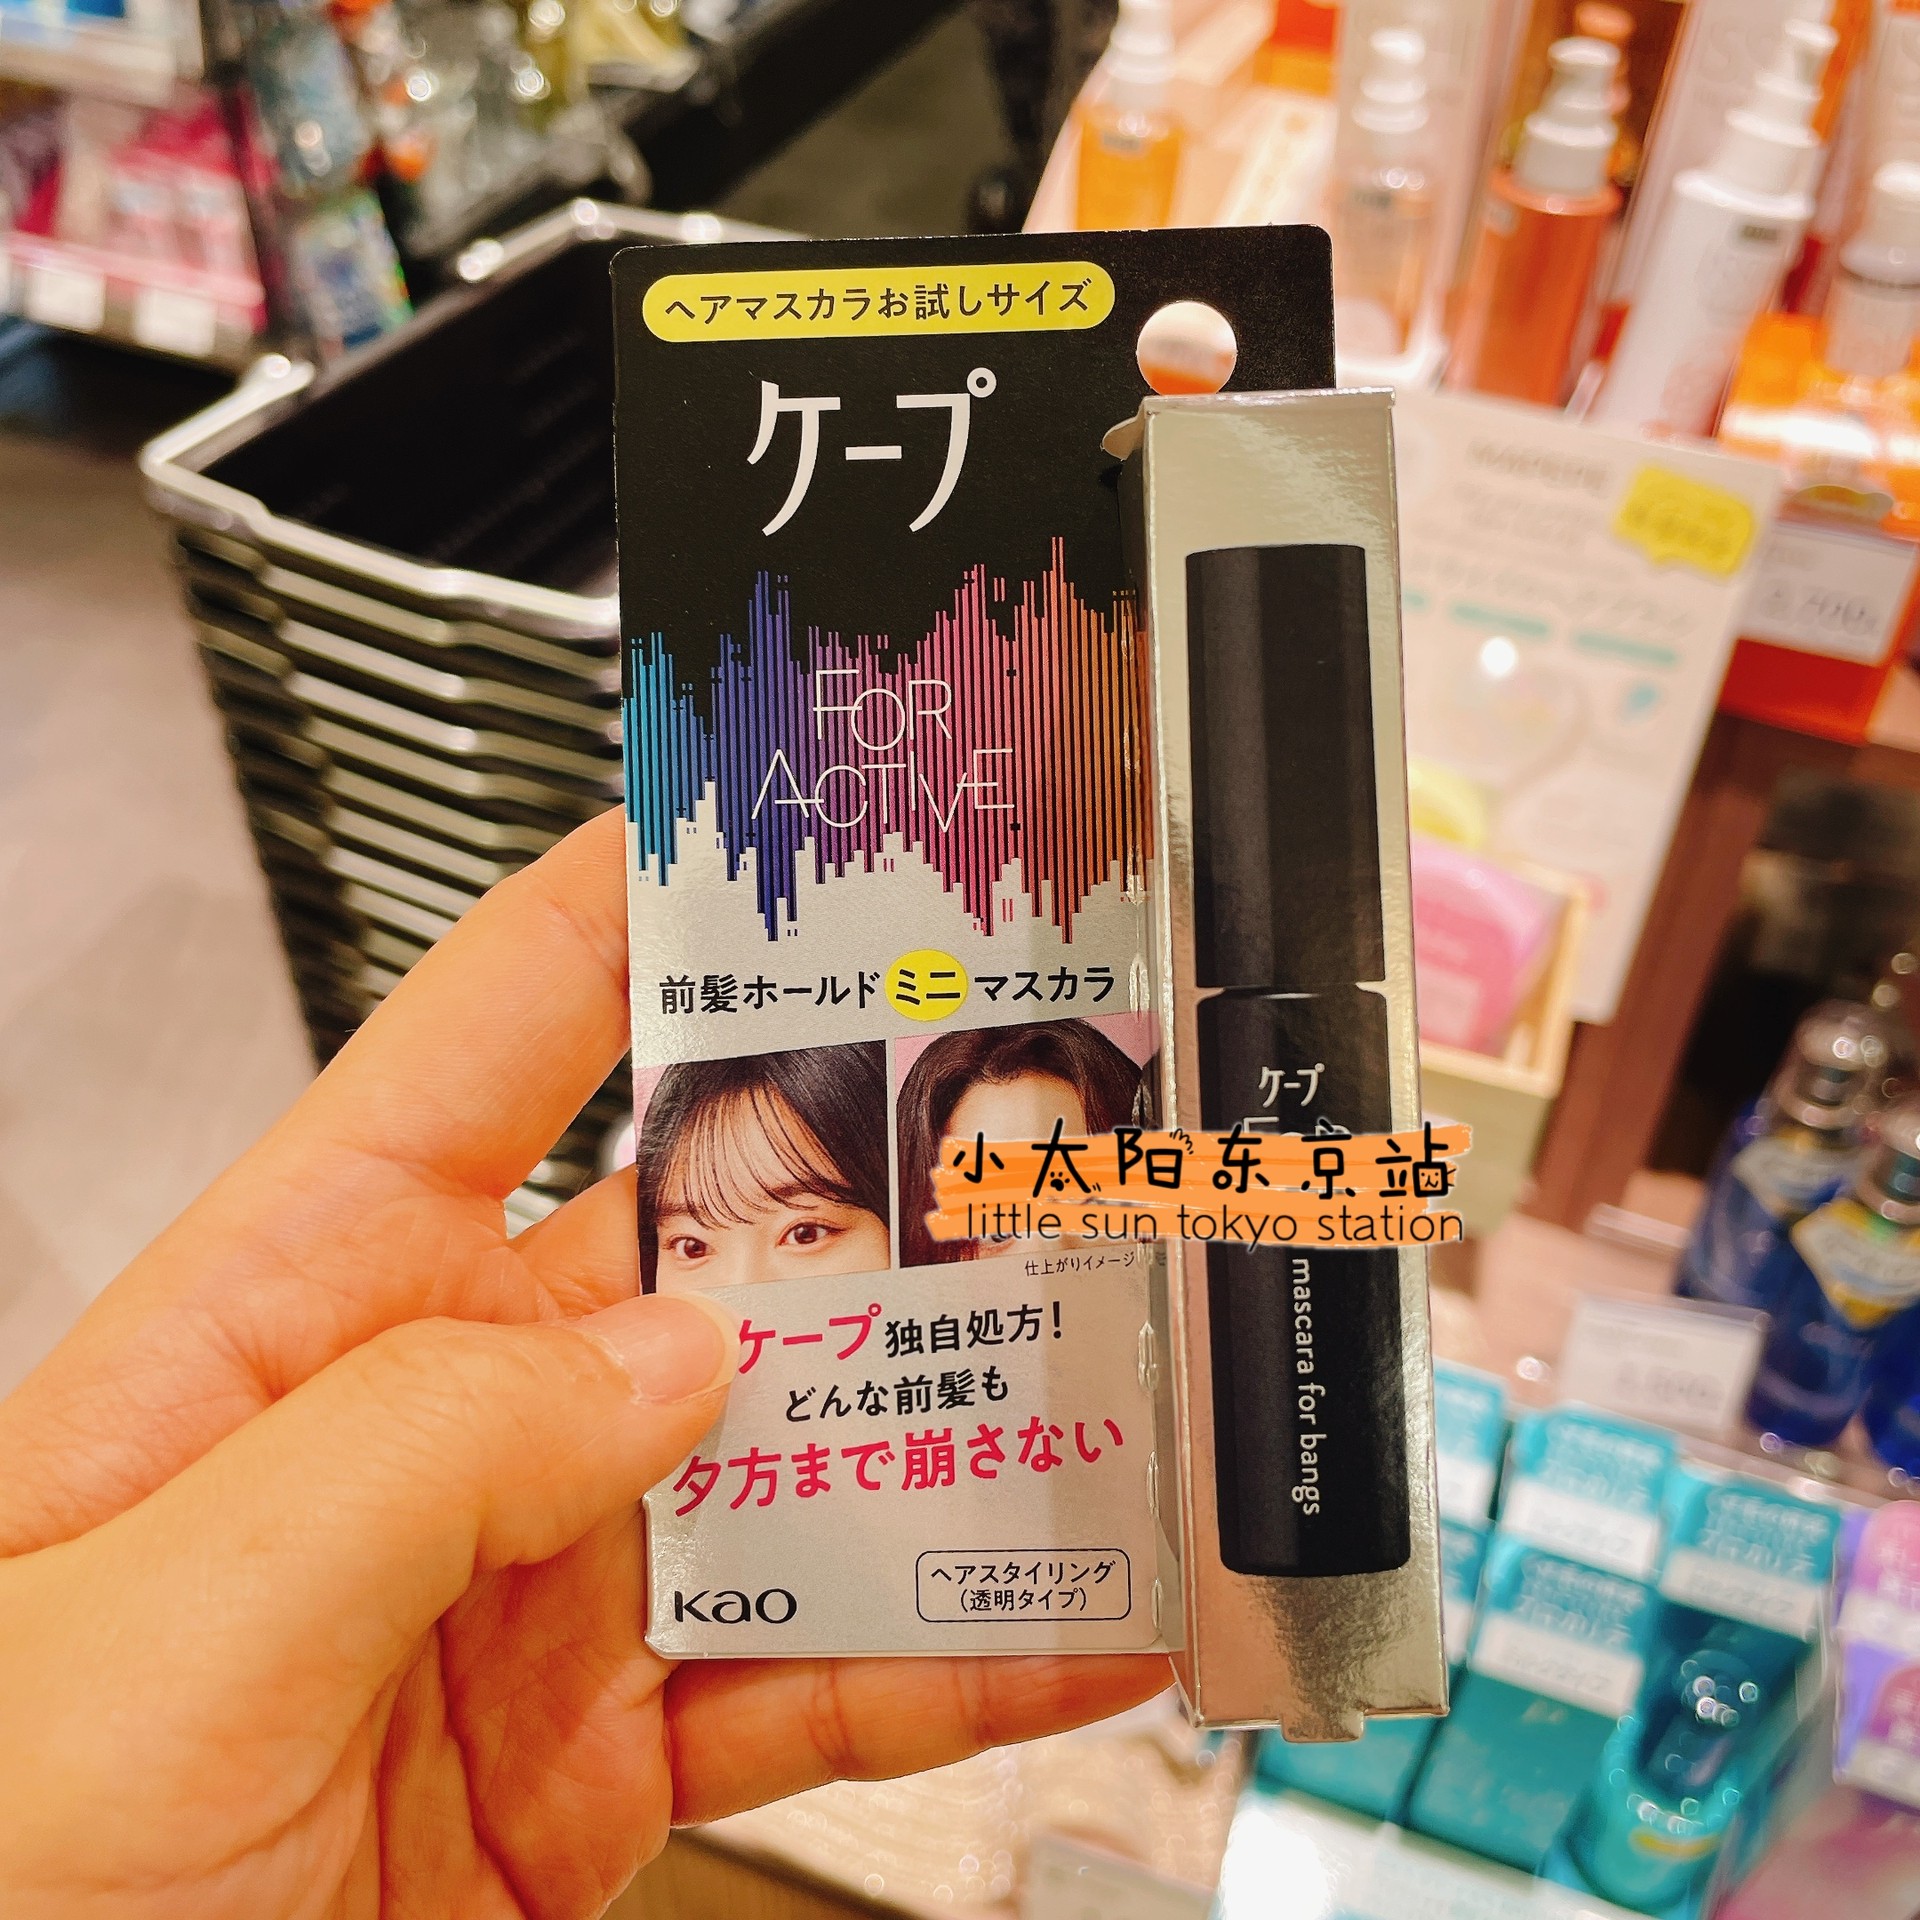 ヘアマスカラお試しサイズ
ケープ
FOR
ACTIVE
前髪ホールドミニマスカラ
仕上がりイメージ
ケープ独自処方!
どんな前髪も
夕方まで崩さない
Kao
ヘアスタイリング
(透明タイプ)
ケープ
mascara for bangs
小太阳东京站
little sun tokyo station